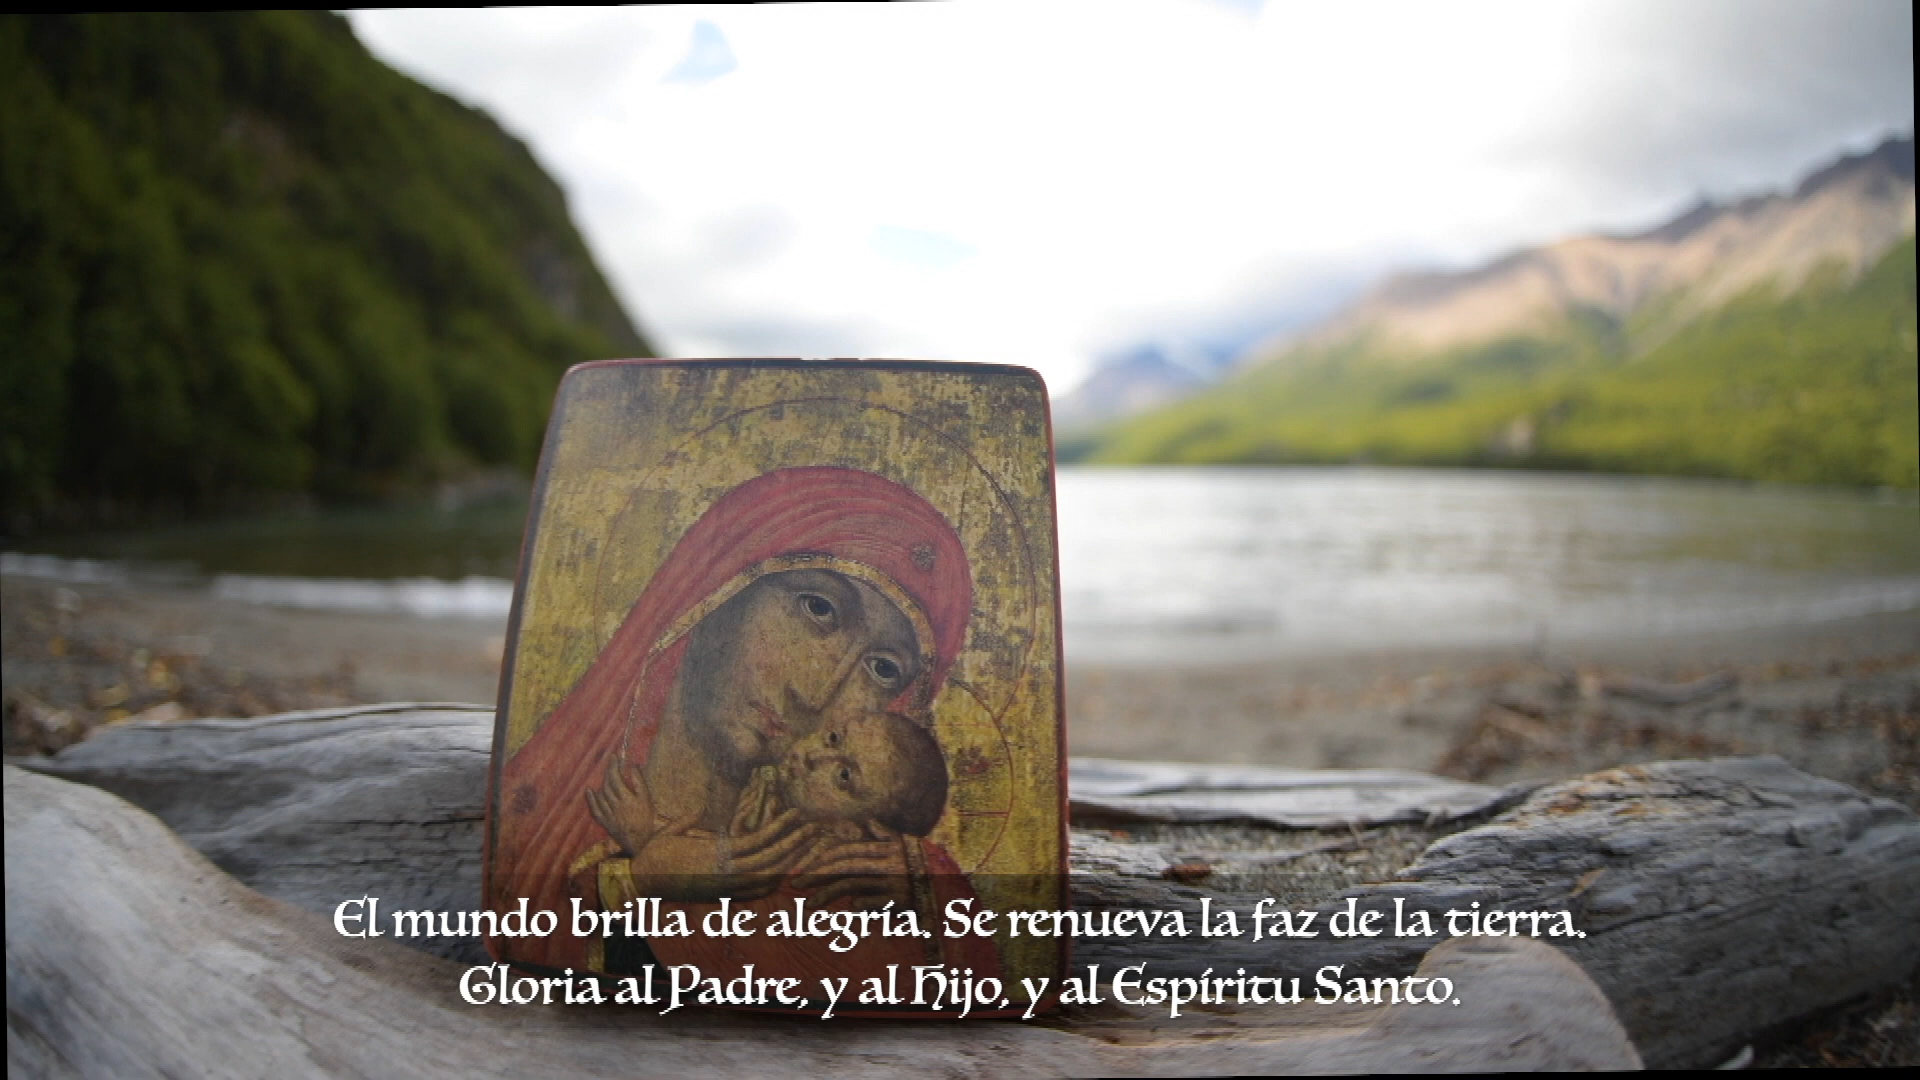 El mundo brilla de alegría. Se renueva la faz de la tierra.
Gloria al Padre, y al Hijo, y al Espíritu Santo.